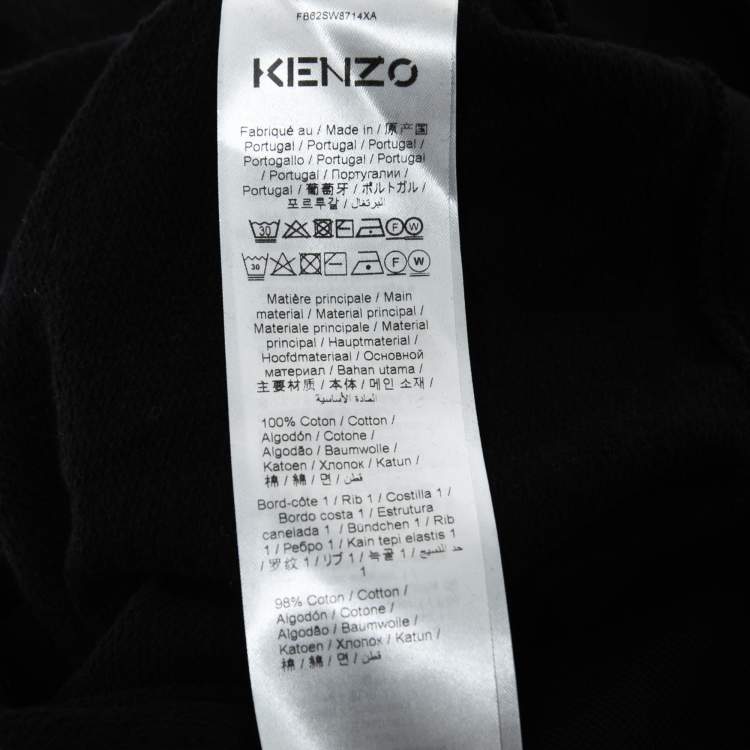 FB62SW8714XA
KENZO
Fabriqué au / Made in / 原产国
Portugal / Portugal / Portugal /
Portogallo / Portugal / Portugal
/ Portugal / Португалии /
Portugal / 葡萄牙 / ポルトガル /
포르투갈 / البرتغال /
30 F W
30 F W
Matière principale / Main
material / Material principal /
Materiale principale / Material
principal / Hauptmaterial /
Hoofdmateriaal / Основной
материал / Bahan utama /
主要材质 / 本体 / 메인 소재 /
المادة الأساسية
100% Coton / Cotton /
Algodón / Cotone /
Algodão / Baumwolle /
Katoen / Хлопок / Katun /
棉 / 綿 / 면 / قطن
Bord-côte 1 / Rib 1 / Costilla 1 /
Bordo costa 1 / Estrutura
canelada 1 / Bündchen 1 / Rib
1 / Ребро 1 / Kain tepi elastis 1
/ 罗纹 1 / リブ 1 / 늑골 1 / حد النسيج
1
98% Coton / Cotton /
Algodón / Cotone /
Algodão / Baumwolle /
Katoen / Хлопок / Katun /
棉 / 綿 / 면 / قطن